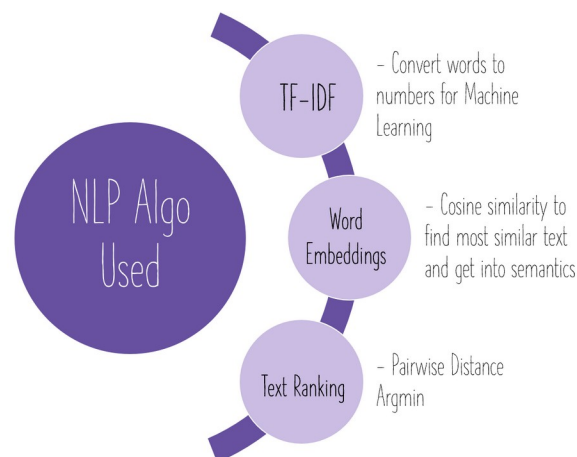 NLP Algo
Used
TF-IDF
- Convert words to
numbers for Machine
Learning
Word
Embeddings
- Cosine similarity to
find most similar text
and get into semantics
Text Ranking
- Pairwise Distance
Argmin